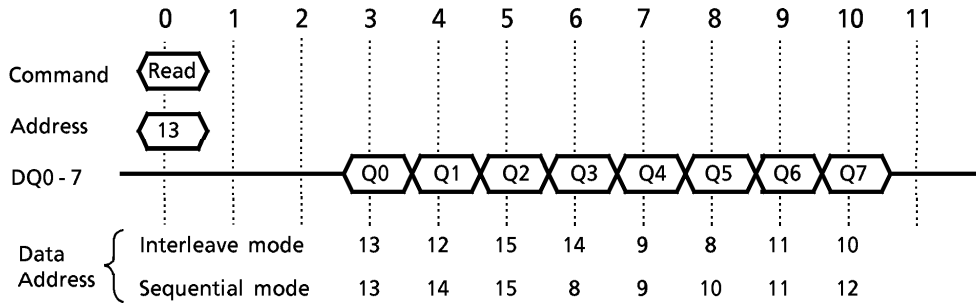 0 1 2 3 4 5 6 7 8 9 10 11
Command Read
Address 13
DQ0 - 7 Q0 Q1 Q2 Q3 Q4 Q5 Q6 Q7
Data Address
Interleave mode 13 12 15 14 9 8 11 10
Sequential mode 13 14 15 8 9 10 11 12